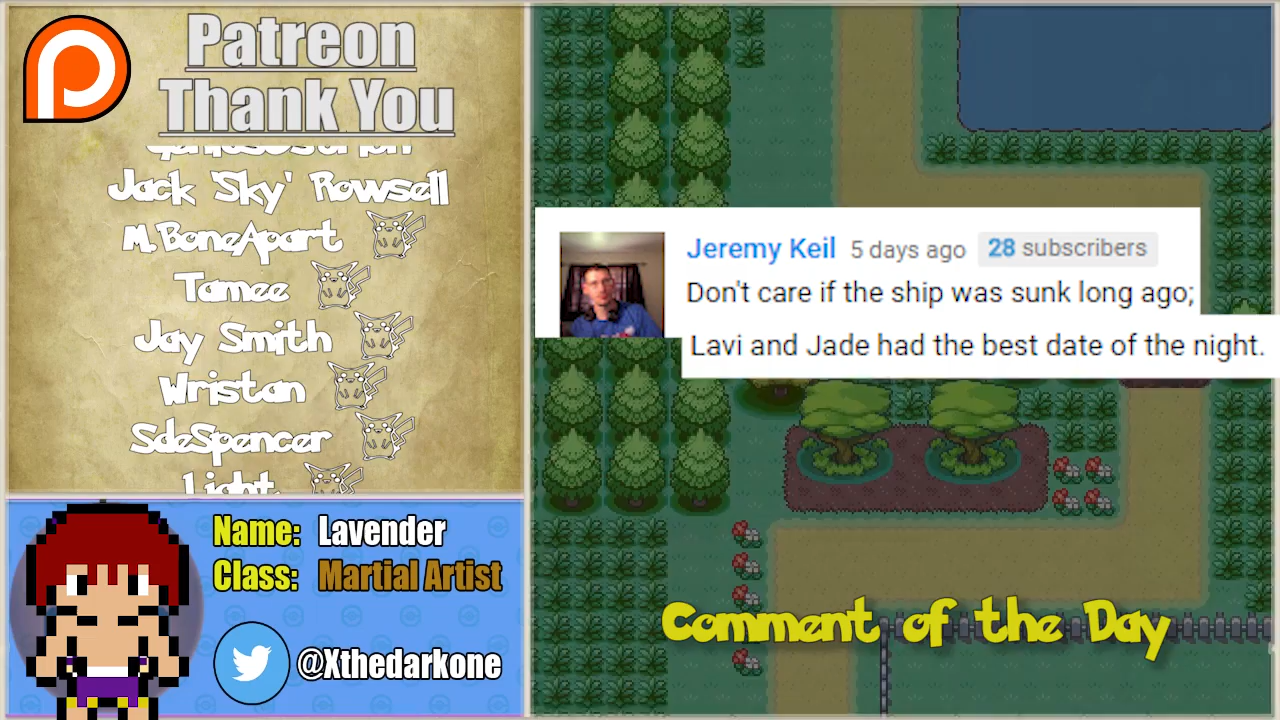 Patreon
Thank You
Jack 'Sky' Rowsell
M. BoneApart
Tamee
Jay Smith
Wristan
SdeSpencer
Light
Name: Lavender
Class: Martial Artist
@Xthedarkone
Jeremy Keil 5 days ago 28 subscribers
Don't care if the ship was sunk long ago;
Lavi and Jade had the best date of the night.
Comment of the Day